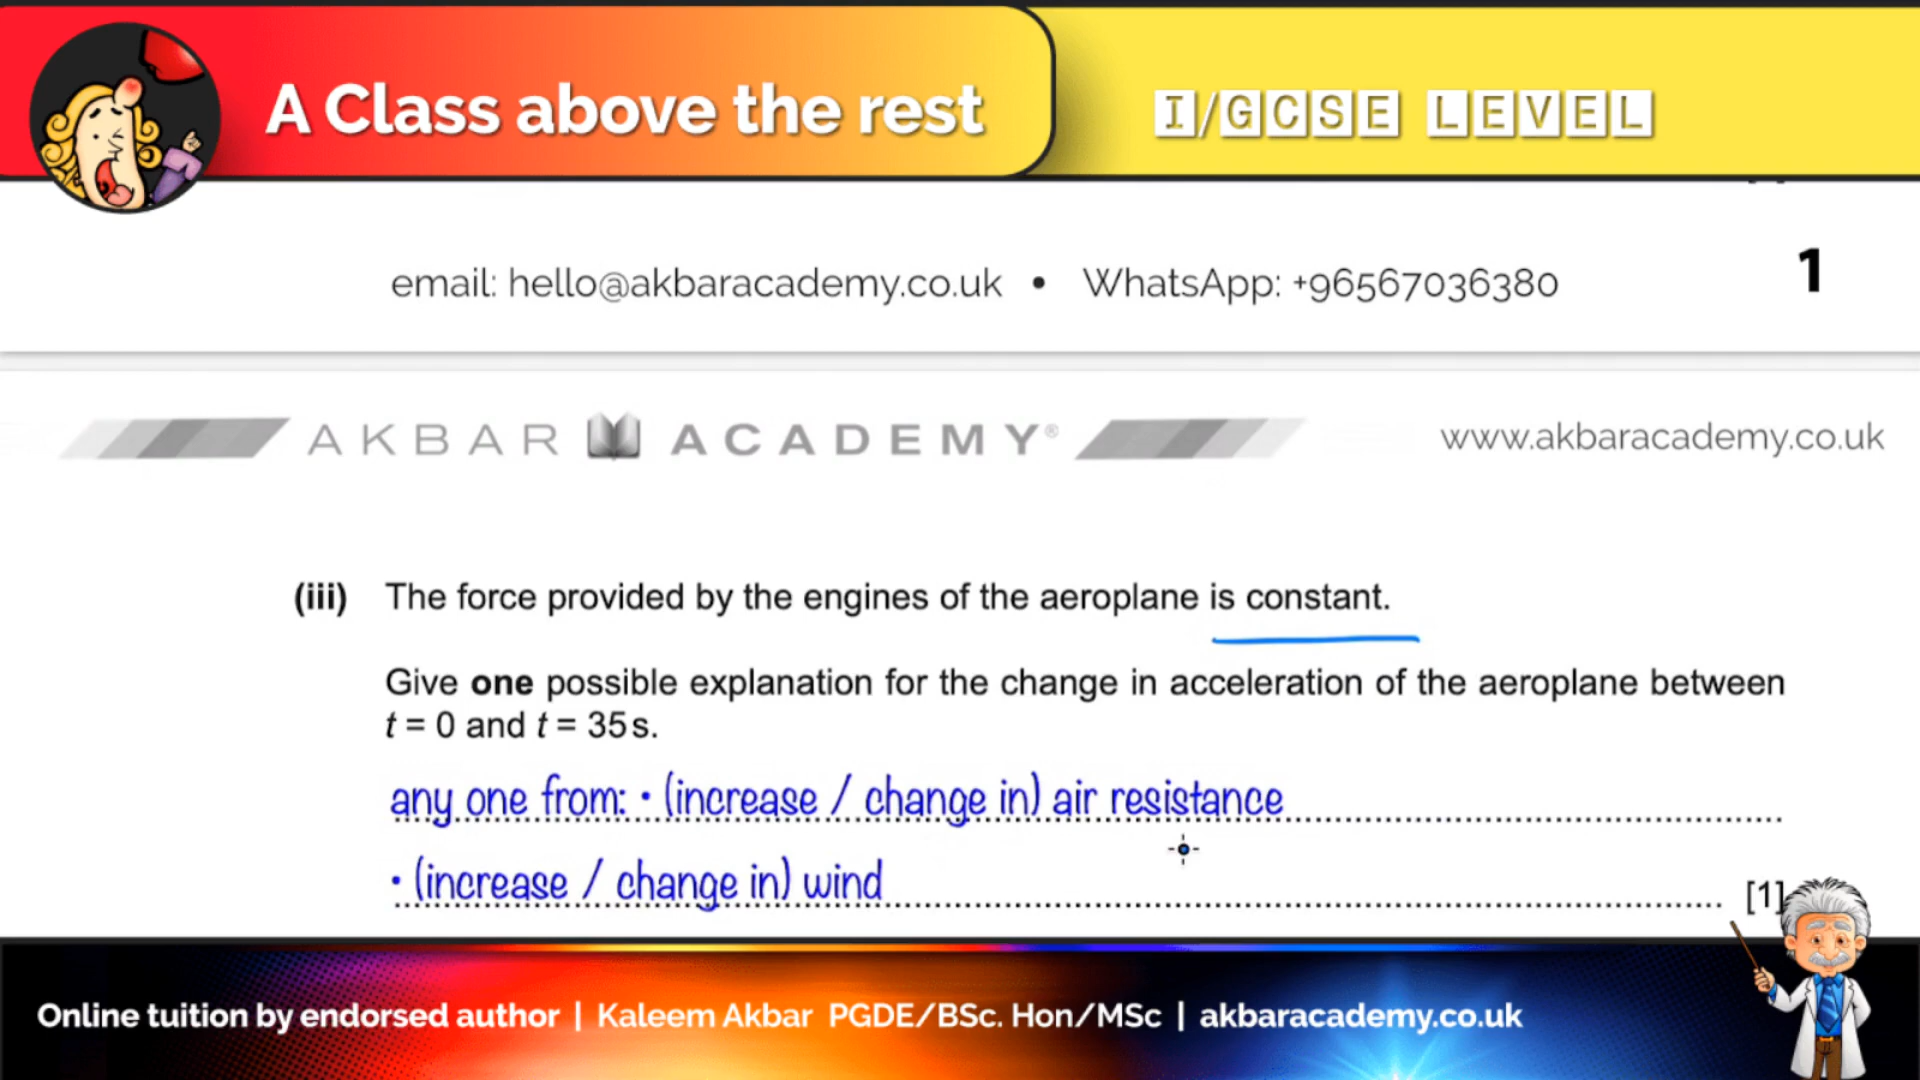 A Class above the rest
I/GCSE LEVEL
email: hello@akbaracademy.co.uk • WhatsApp: +96567036380
1
AKBAR ACADEMY®
www.akbaracademy.co.uk
(iii) The force provided by the engines of the aeroplane is constant.
Give one possible explanation for the change in acceleration of the aeroplane between
t = 0 and t = 35 s.
any one from: • (increase / change in) air resistance
• (increase / change in) wind
[1]
Online tuition by endorsed author | Kaleem Akbar PGDE/BSc. Hon/MSc | akbaracademy.co.uk